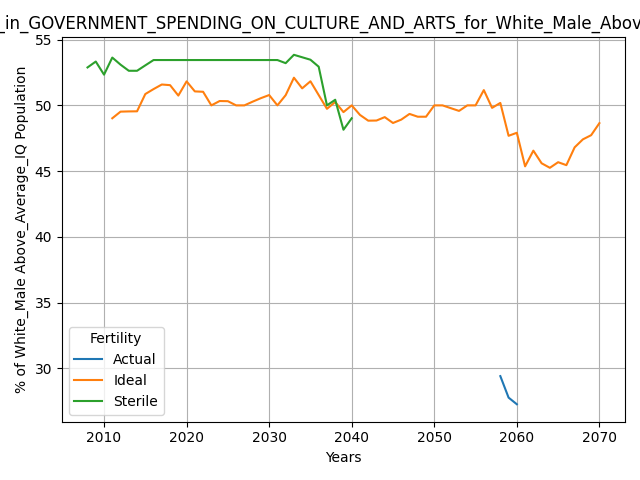 _in_GOVERNMENT_SPENDING_ON_CULTURE_AND_ARTS_for_White_Male_Abov
% of White_Male Above_Average_IQ Population
55
50
45
40
35
30
Fertility
Actual
Ideal
Sterile
2010 2020 2030 2040 2050 2060 2070
Years